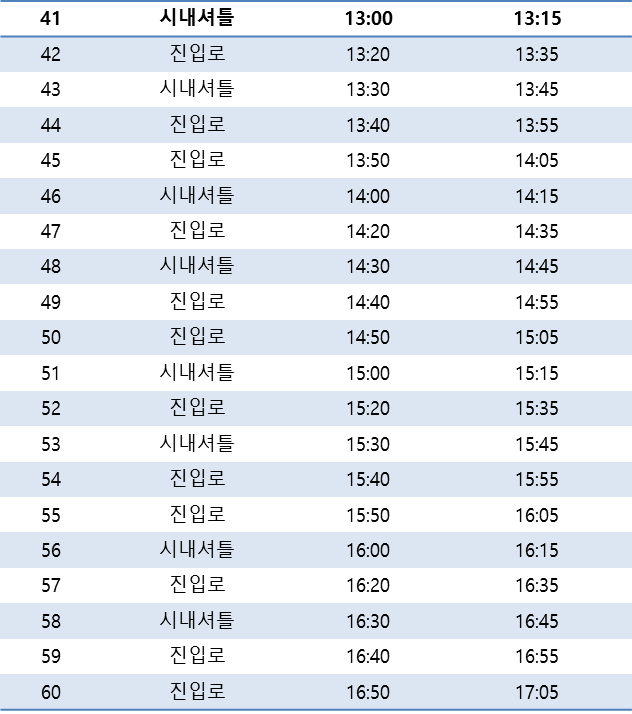 41 시내셔틀 13:00 13:15
42 진입로 13:20 13:35
43 시내셔틀 13:30 13:45
44 진입로 13:40 13:55
45 진입로 13:50 14:05
46 시내셔틀 14:00 14:15
47 진입로 14:20 14:35
48 시내셔틀 14:30 14:45
49 진입로 14:40 14:55
50 진입로 14:50 15:05
51 시내셔틀 15:00 15:15
52 진입로 15:20 15:35
53 시내셔틀 15:30 15:45
54 진입로 15:40 15:55
55 진입로 15:50 16:05
56 시내셔틀 16:00 16:15
57 진입로 16:20 16:35
58 시내셔틀 16:30 16:45
59 진입로 16:40 16:55
60 진입로 16:50 17:05